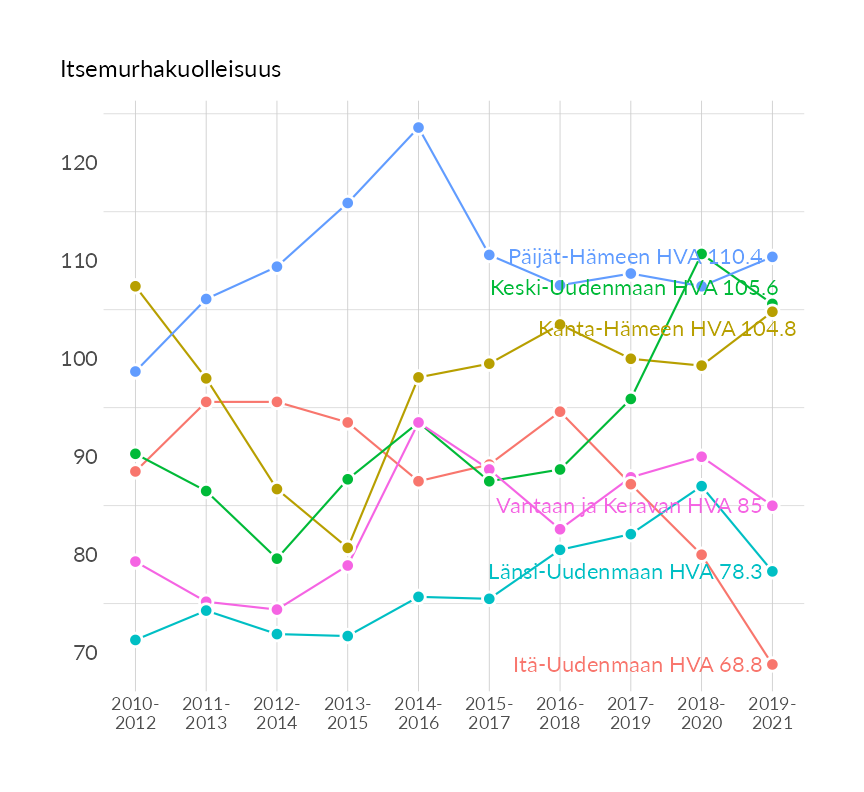 Itsemurhakuolleisuus
120
110
100
90
80
70
Päijät-Hämeen HVA 110.4
Keski-Uudenmaan HVA 105.6
Kanta-Hämeen HVA 104.8
Vantaan ja Keravan HVA 85
Länsi-Uudenmaan HVA 78.3
Itä-Uudenmaan HVA 68.8
2010- 2011- 2012- 2013- 2014- 2015- 2016- 2017- 2018- 2019-
2012 2013 2014 2015 2016 2017 2018 2019 2020 2021